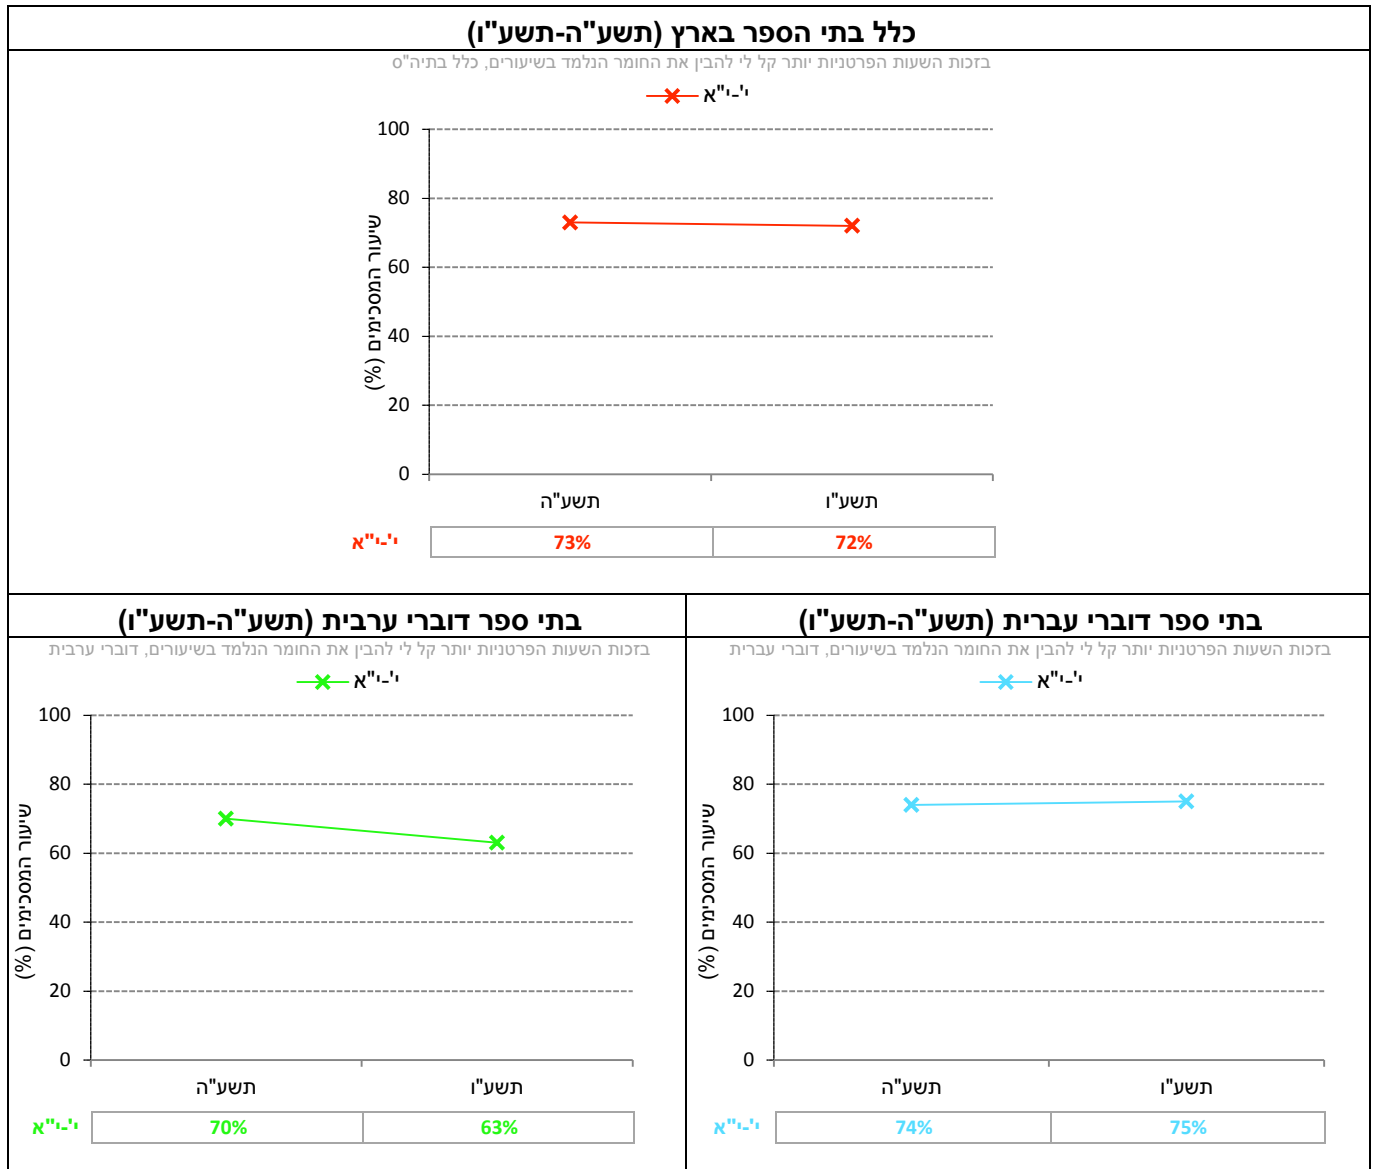 כלל בתי הספר בארץ (תשע"ה-תשע"ו)
בזכות השעות הפרטניות יותר קל לי להבין את החומר הנלמד בשיעורים, כלל בתיה"ס
י'-י"א
שיעור המסכימים (%)
100
80
60
40
20
0
תשע"ה תשע"ו
י'-י"א 73% 72%
בתי ספר דוברי עברית (תשע"ה-תשע"ו)
בזכות השעות הפרטניות יותר קל לי להבין את החומר הנלמד בשיעורים, דוברי עברית
י'-י"א
שיעור המסכימים (%)
100
80
60
40
20
0
תשע"ה תשע"ו
י'-י"א 74% 75%
בתי ספר דוברי ערבית (תשע"ה-תשע"ו)
בזכות השעות הפרטניות יותר קל לי להבין את החומר הנלמד בשיעורים, דוברי ערבית
י'-י"א
שיעור המסכימים (%)
100
80
60
40
20
0
תשע"ה תשע"ו
י'-י"א 70% 63%